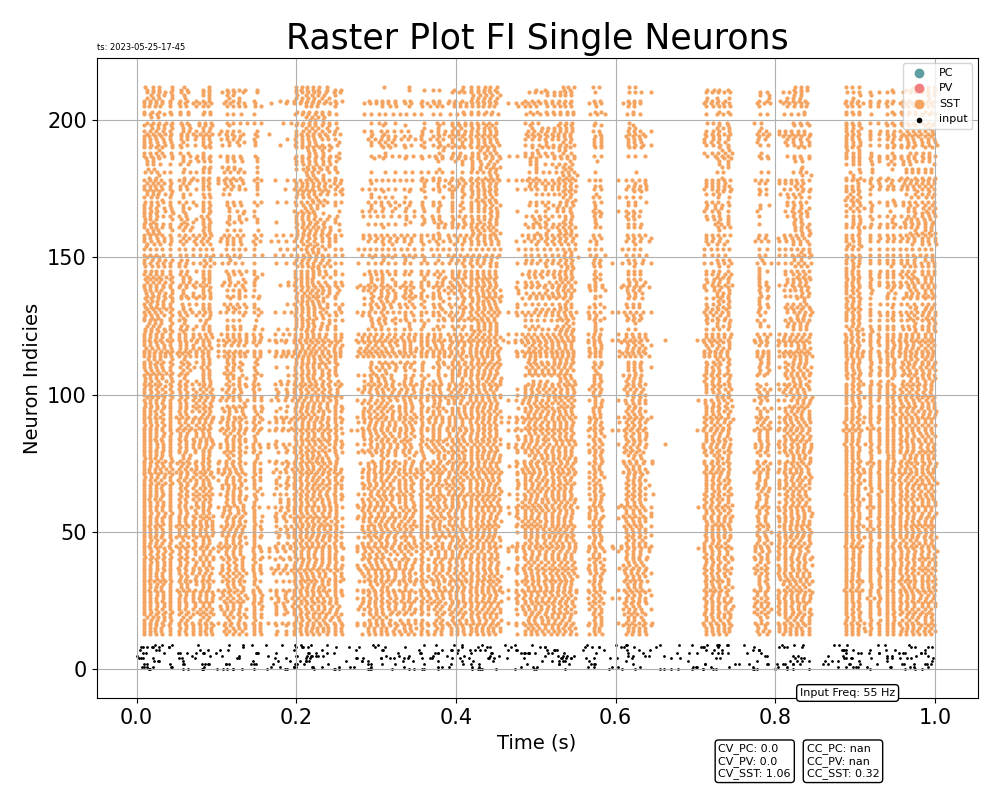 Raster Plot FI Single Neurons
ts: 2023-05-25-17-45
PC
PV
SST
input
Neuron Indicies
200
150
100
50
0
0.0 0.2 0.4 0.6 0.8 1.0
Time (s)
Input Freq: 55 Hz
CV_PC: 0.0
CV_PV: 0.0
CV_SST: 1.06
CC_PC: nan
CC_PV: nan
CC_SST: 0.32